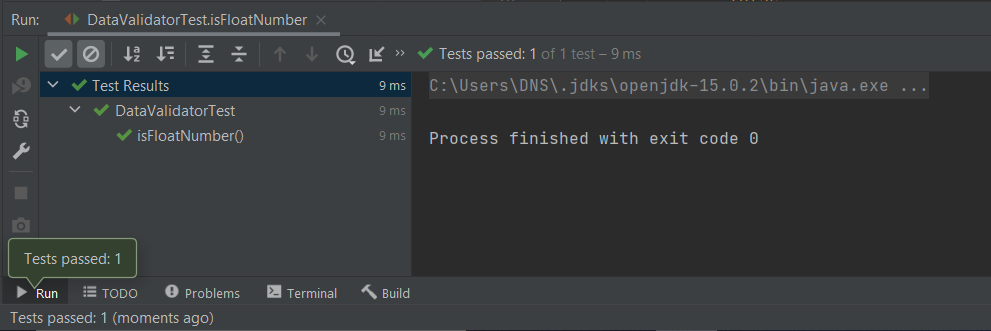 Run: DataValidatorTest.isFloatNumber
Tests passed: 1 of 1 test – 9 ms
Test Results 9 ms
DataValidatorTest 9 ms
isFloatNumber() 9 ms
C:\Users\DNS\.jdks\openjdk-15.0.2\bin\java.exe ...
Process finished with exit code 0
Tests passed: 1
Run TODO Problems Terminal Build
Tests passed: 1 (moments ago)